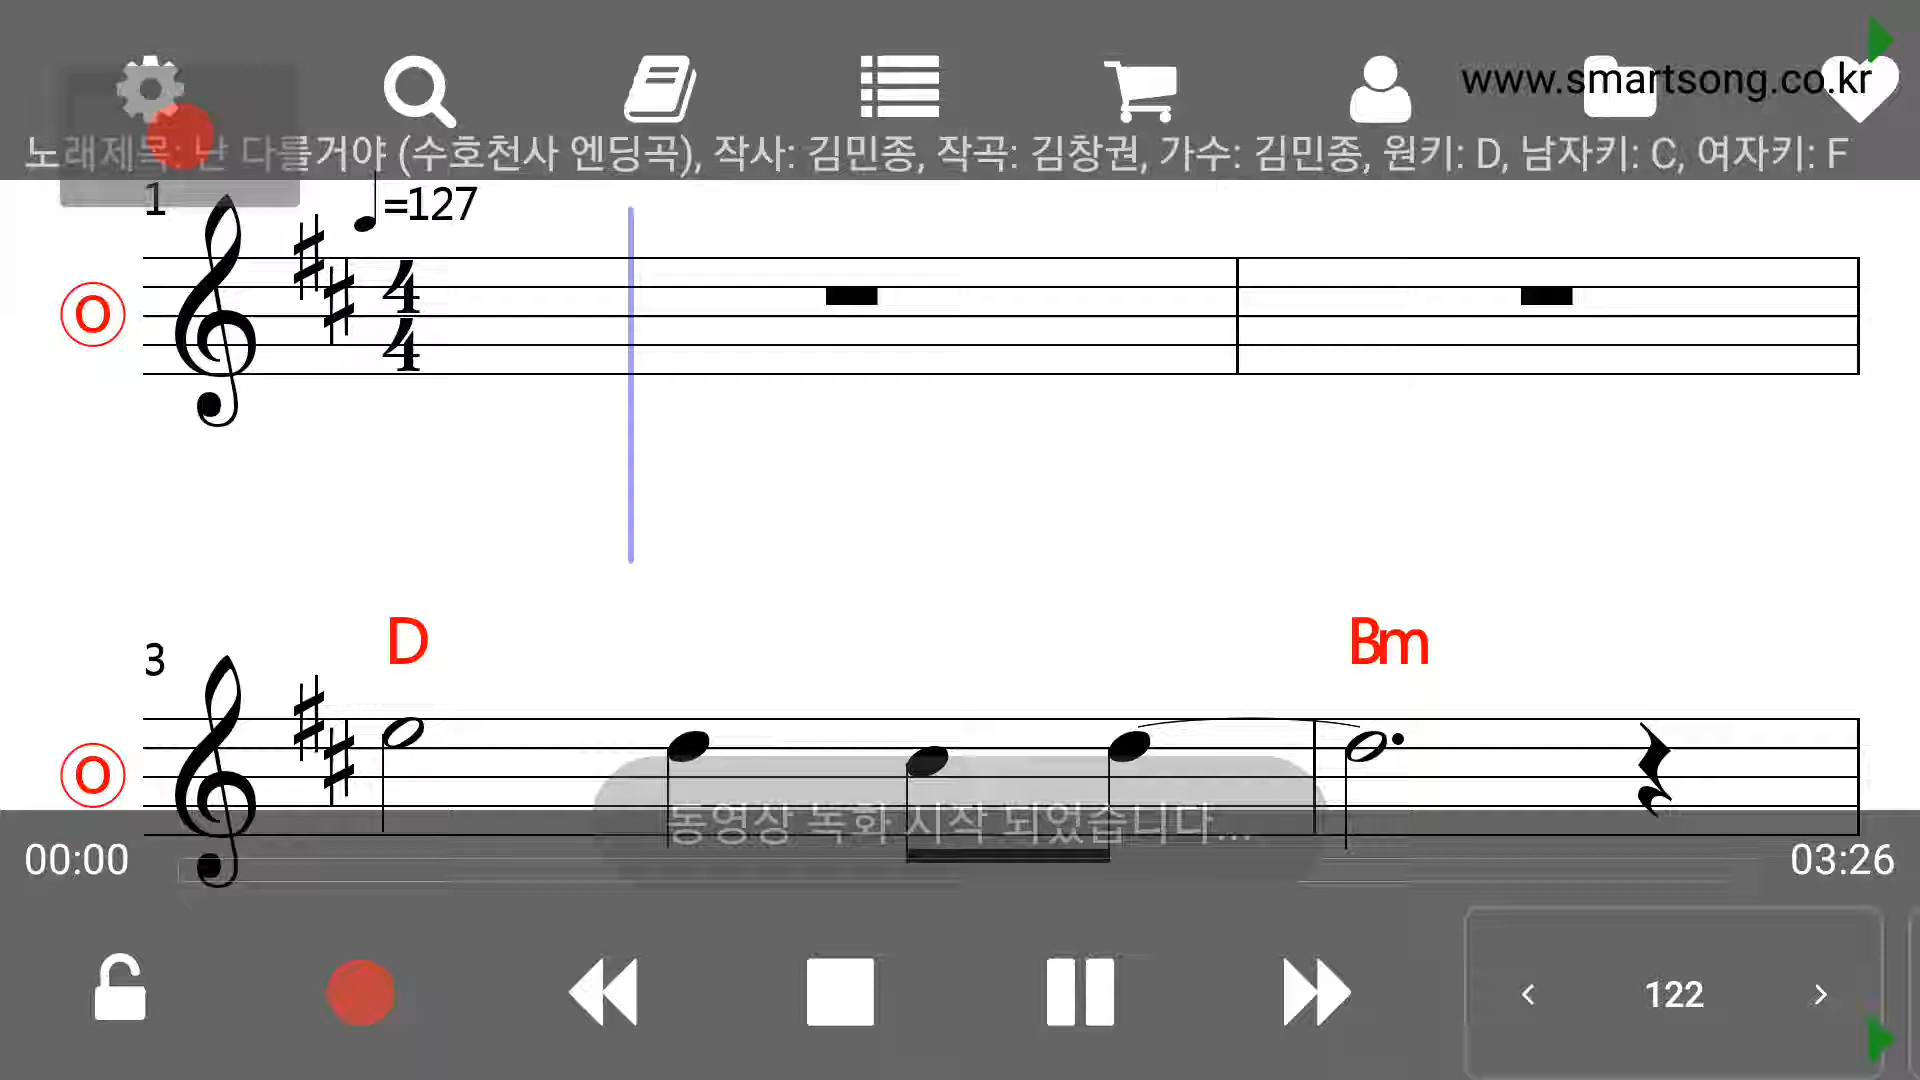 www.smartsong.co.kr
노래제목: 난 다를거야 (수호천사 엔딩곡), 작사: 김민종, 작곡: 김창권, 가수: 김민종, 원키: D, 남자키: C, 여자키: F
1
=127
4
4
O
D Bm
3
O
동영상 녹화 시작 되었습니다...
00:00 03:26
122